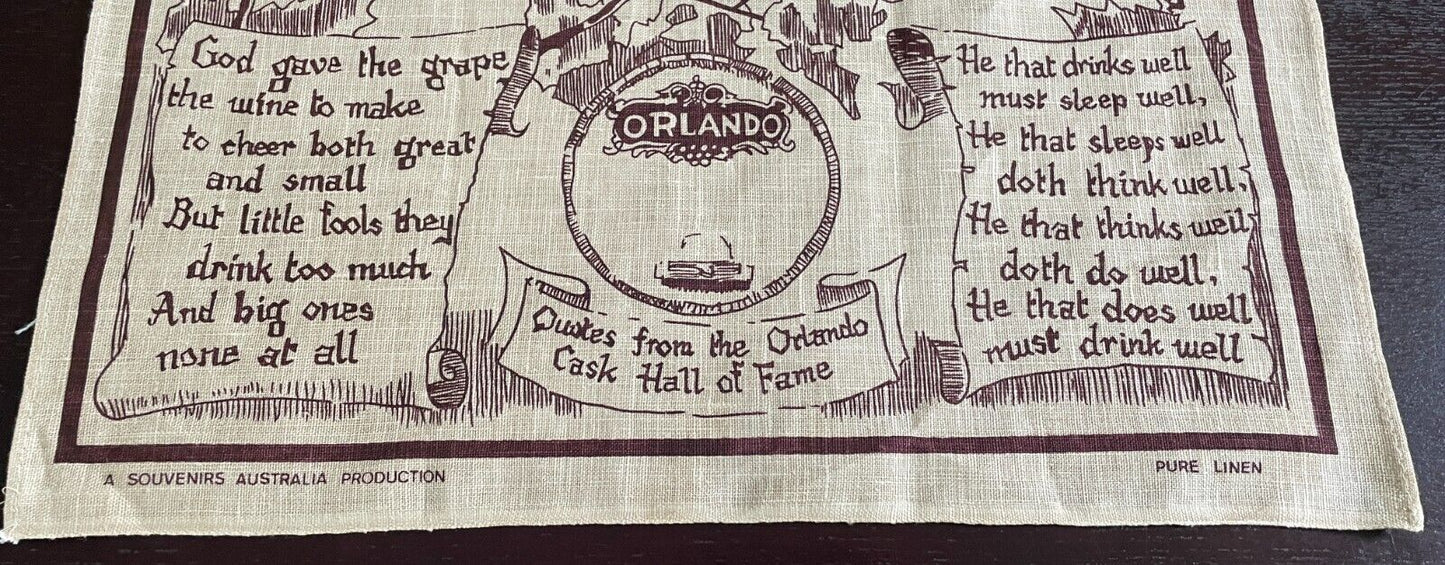 God gave the grape
the wine to make
to cheer both great
and small
But little fools they
drink too much
And big ones
none at all
ORLANDO
Quotes from the Orlando
Cask Hall of Fame
He that drinks well
must sleep well,
He that sleeps well
doth think well,
He that thinks well
doth do well,
He that does well
must drink well
A SOUVENIRS AUSTRALIA PRODUCTION
PURE LINEN